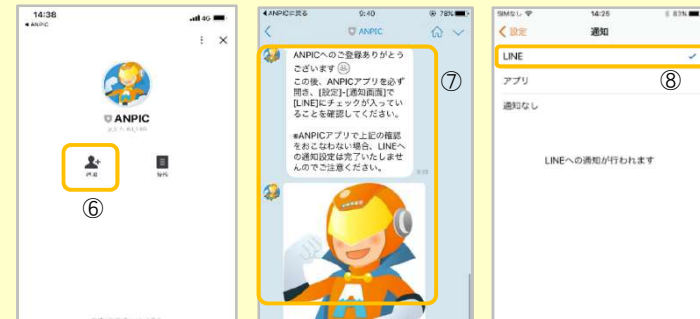 14:38
4G
◀ ANPIC
ANPIC
追加
⑥
◀ANPICに戻る
9:40
78%
ANPIC
ANPICへのご登録ありがとう
ございます
この後、ANPICアプリを必ず
開き、[設定]-[通知画面]で
[LINE]にチェックが入ってい
ることを確認してください。
※ANPICアプリで上記の確認
をおこなわない場合、LINEへ
の通知設定は完了いたしませ
んのでご注意ください。
⑦
SIMなし
14:25
83%
設定
通知
LINE
アプリ
⑧
通知なし
LINEへの通知が行われます